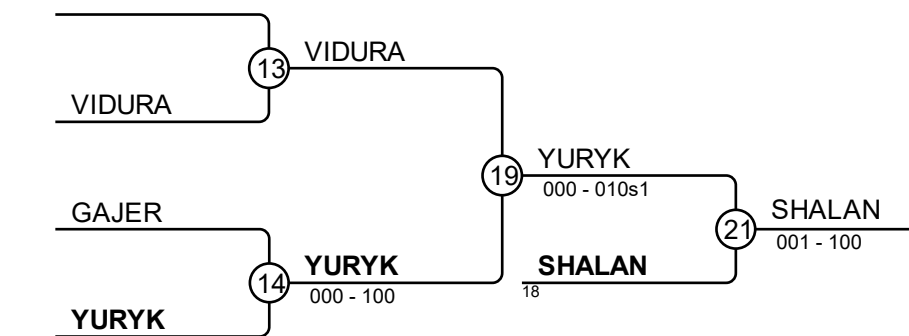 VIDURA
13
VIDURA
YURYK
19
000 - 010s1
GAJER
SHALAN
21
001 - 100
YURYK
14
000 - 100
SHALAN
18
YURYK